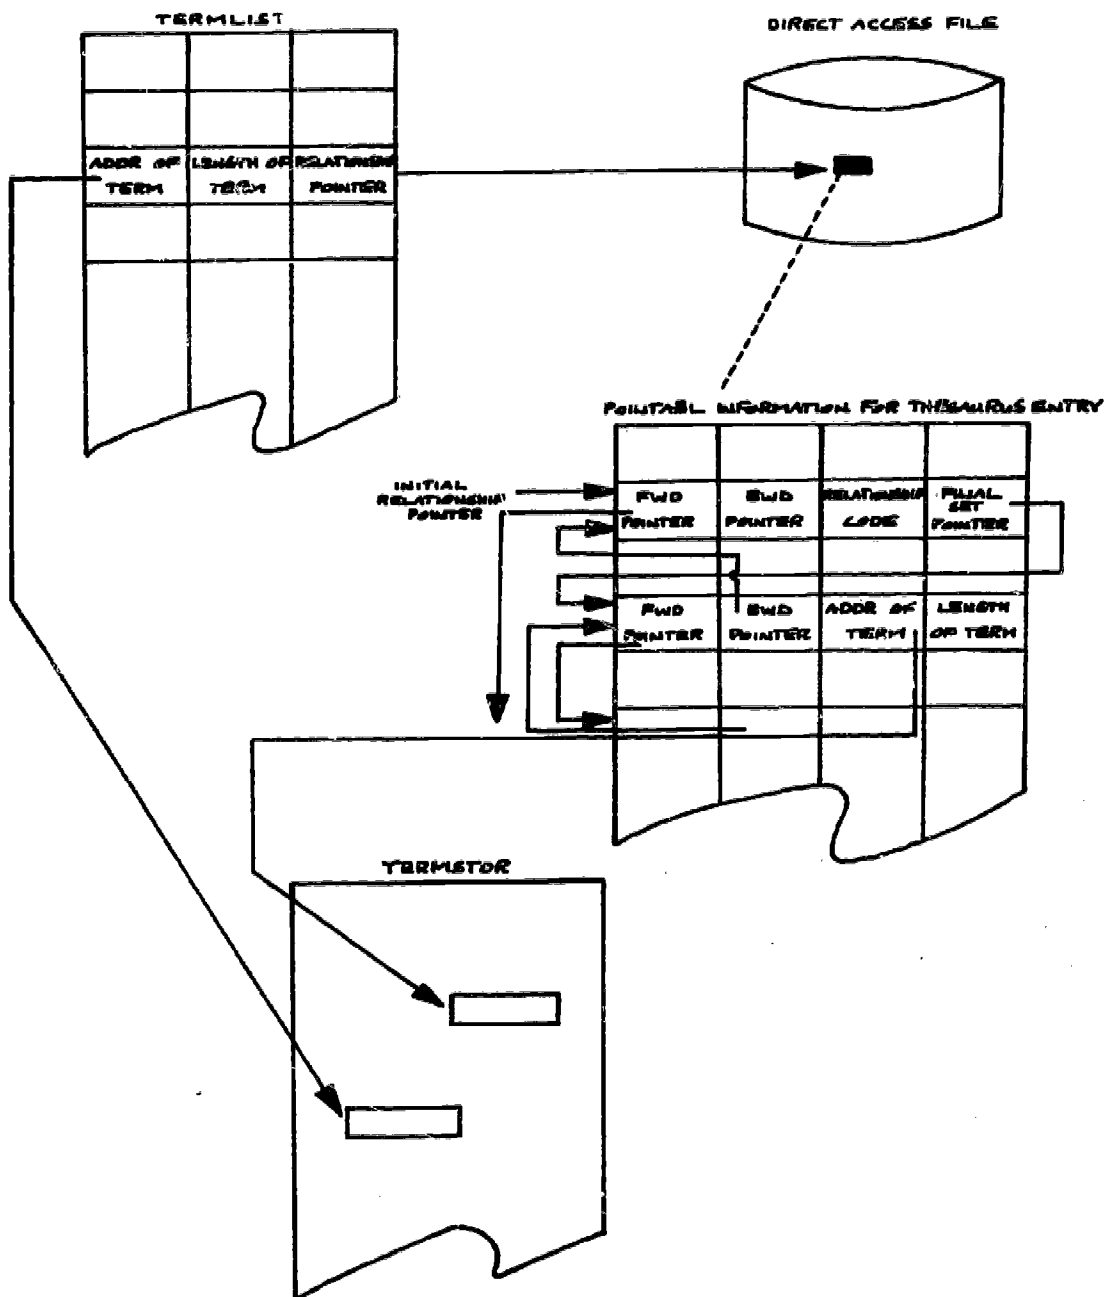 TERMLIST
DIRECT ACCESS FILE
ADDR OF
TERM
LENGTH OF
TERM
RELATIONSHIP
POINTER
POINTABL INFORMATION FOR THESAURUS ENTRY
INITIAL
RELATIONSHIP
POINTER
FWD
POINTER
BWD
POINTER
RELATIONSHIP
CODE
FILIAL
SET
POINTER
FWD
POINTER
BWD
POINTER
ADDR OF
TERM
LENGTH
OF TERM
TERMSTOR